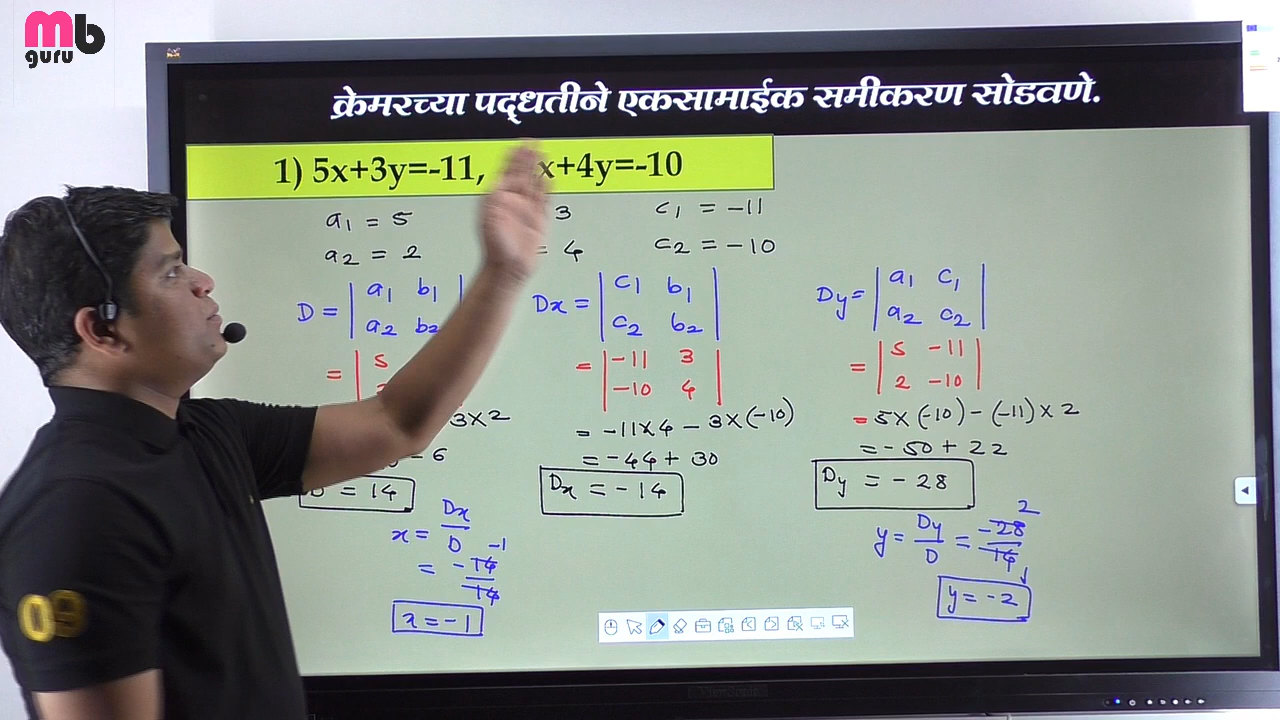 mb
guru
क्रेमरच्या पद्धतीने एकसामाईक समीकरण सोडवणे.
1) 5x+3y=-11, x+4y=-10
a₁ = 5 3 c₁ = -11
a₂ = 2 = 4 c₂ = -10
D = | a₁ b₁ | Dx = | c₁ b₁ | Dy = | a₁ c₁ |
| a₂ b₂ | c₂ b₂ | | a₂ c₂ |
= | 5 = | -11 3 | = | 5 -11 |
| -10 4 | | 2 -10 |
3×2 = -11×4 - 3×(-10) = 5×(-10) - (-11)×2
- 6 = -44 + 30 = -50 + 22
D = 14 Dx = -14 Dy = -28
x = Dx/D y = Dy/D = -28/14 2
= -14/14 -1
x = -1 y = -2
09